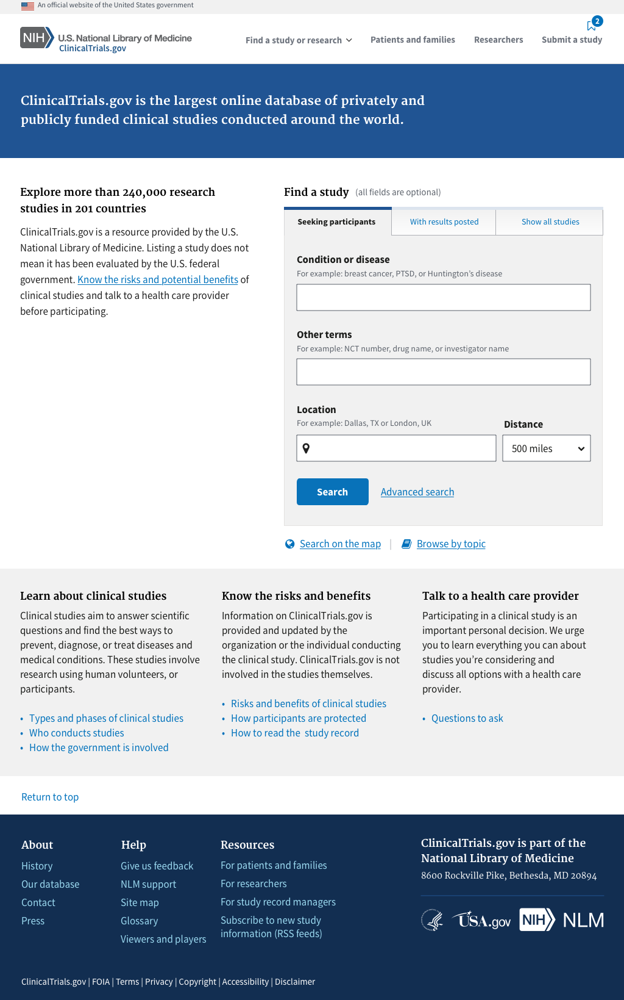 An official website of the United States government
2
NIH U.S. National Library of Medicine
ClinicalTrials.gov
Find a study or research
Patients and families
Researchers
Submit a study
ClinicalTrials.gov is the largest online database of privately and
publicly funded clinical studies conducted around the world.
Explore more than 240,000 research
studies in 201 countries
ClinicalTrials.gov is a resource provided by the U.S.
National Library of Medicine. Listing a study does not
mean it has been evaluated by the U.S. federal
government. Know the risks and potential benefits of
clinical studies and talk to a health care provider
before participating.
Find a study (all fields are optional)
Seeking participants
With results posted
Show all studies
Condition or disease
For example: breast cancer, PTSD, or Huntington’s disease
Other terms
For example: NCT number, drug name, or investigator name
Location
For example: Dallas, TX or London, UK
Distance
500 miles
Search
Advanced search
Search on the map | Browse by topic
Learn about clinical studies
Clinical studies aim to answer scientific
questions and find the best ways to
prevent, diagnose, or treat diseases and
medical conditions. These studies involve
research using human volunteers, or
participants.
• Types and phases of clinical studies
• Who conducts studies
• How the government is involved
Know the risks and benefits
Information on ClinicalTrials.gov is
provided and updated by the
organization or the individual conducting
the clinical study. ClinicalTrials.gov is not
involved in the studies themselves.
• Risks and benefits of clinical studies
• How participants are protected
• How to read the study record
Talk to a health care provider
Participating in a clinical study is an
important personal decision. We urge
you to learn everything you can about
studies you’re considering and
discuss all options with a health care
provider.
• Questions to ask
Return to top
About
History
Our database
Contact
Press
Help
Give us feedback
NLM support
Site map
Glossary
Viewers and players
Resources
For patients and families
For researchers
For study record managers
Subscribe to new study
information (RSS feeds)
ClinicalTrials.gov is part of the
National Library of Medicine
8600 Rockville Pike, Bethesda, MD 20894
USA.gov NIH NLM
ClinicalTrials.gov | FOIA | Terms | Privacy | Copyright | Accessibility | Disclaimer